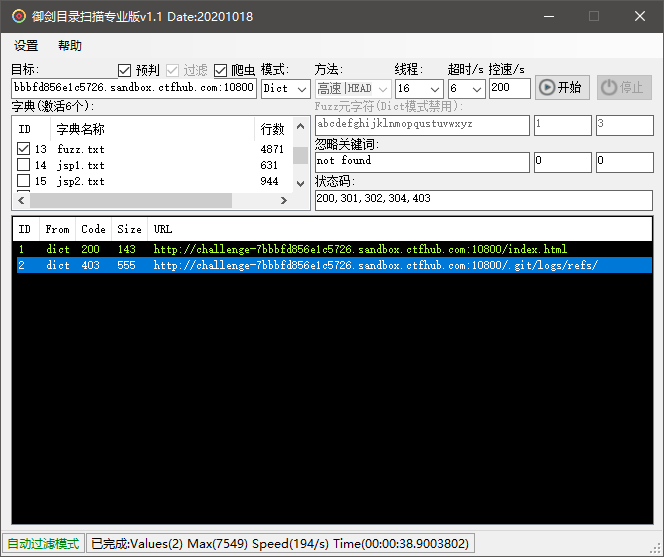 御剑目录扫描专业版v1.1 Date:20201018
设置 帮助
目标: 预判 过滤 爬虫 模式: 方法: 线程: 超时/s 控速/s
bbbfd856e1c5726.sandbox.ctfhub.com:10800 Dict 高速|HEAD 16 6 200 开始 停止
字典(激活6个): Fuzz元字符(Dict模式禁用):
ID 字典名称 行数 abcdefghijklnmopqustuvwxyz 1 3
13 fuzz.txt 4871 忽略关键词:
14 jsp1.txt 631 not found 0 0
15 jsp2.txt 944 状态码:
200,301,302,304,403
ID From Code Size URL
1 dict 200 143 http://challenge-7bbbfd856e1c5726.sandbox.ctfhub.com:10800/index.html
2 dict 403 555 http://challenge-7bbbfd856e1c5726.sandbox.ctfhub.com:10800/.git/logs/refs/
自动过滤模式 已完成:Values(2) Max(7549) Speed(194/s) Time(00:00:38.9003802)